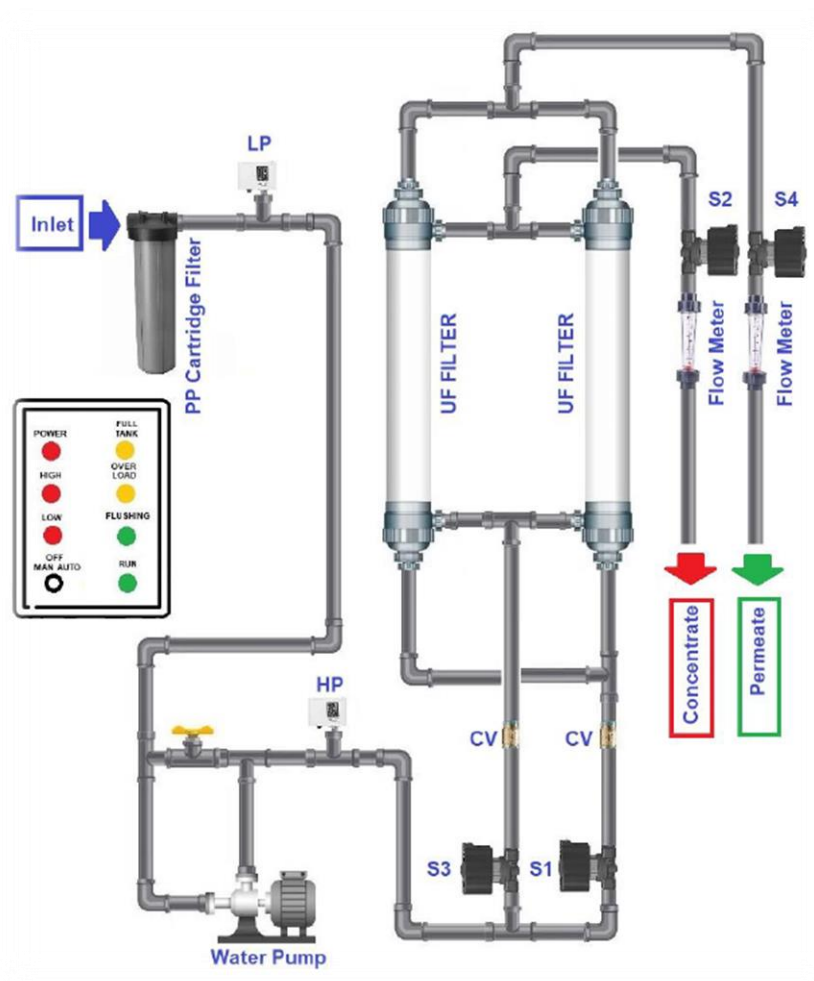 LP
Inlet
PP Cartridge Filter
S2
S4
UF FILTER
UF FILTER
Flow Meter
Flow Meter
POWER
FULL
TANK
HIGH
OVER
LOAD
LOW
FLUSHING
OFF
MAN AUTO
RUN
Concentrate
Permeate
HP
CV
CV
S3
S1
Water Pump